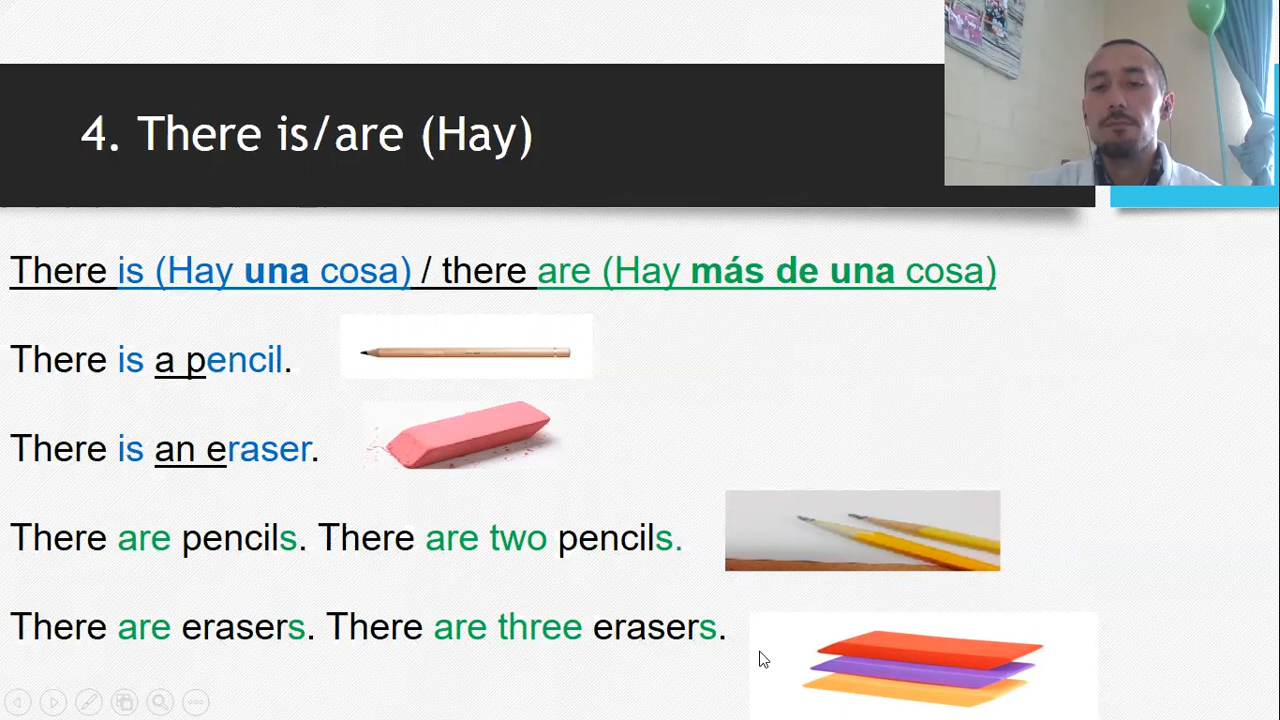 4. There is/are (Hay)
There is (Hay una cosa) / there are (Hay más de una cosa)
There is a pencil.
There is an eraser.
There are pencils. There are two pencils.
There are erasers. There are three erasers.